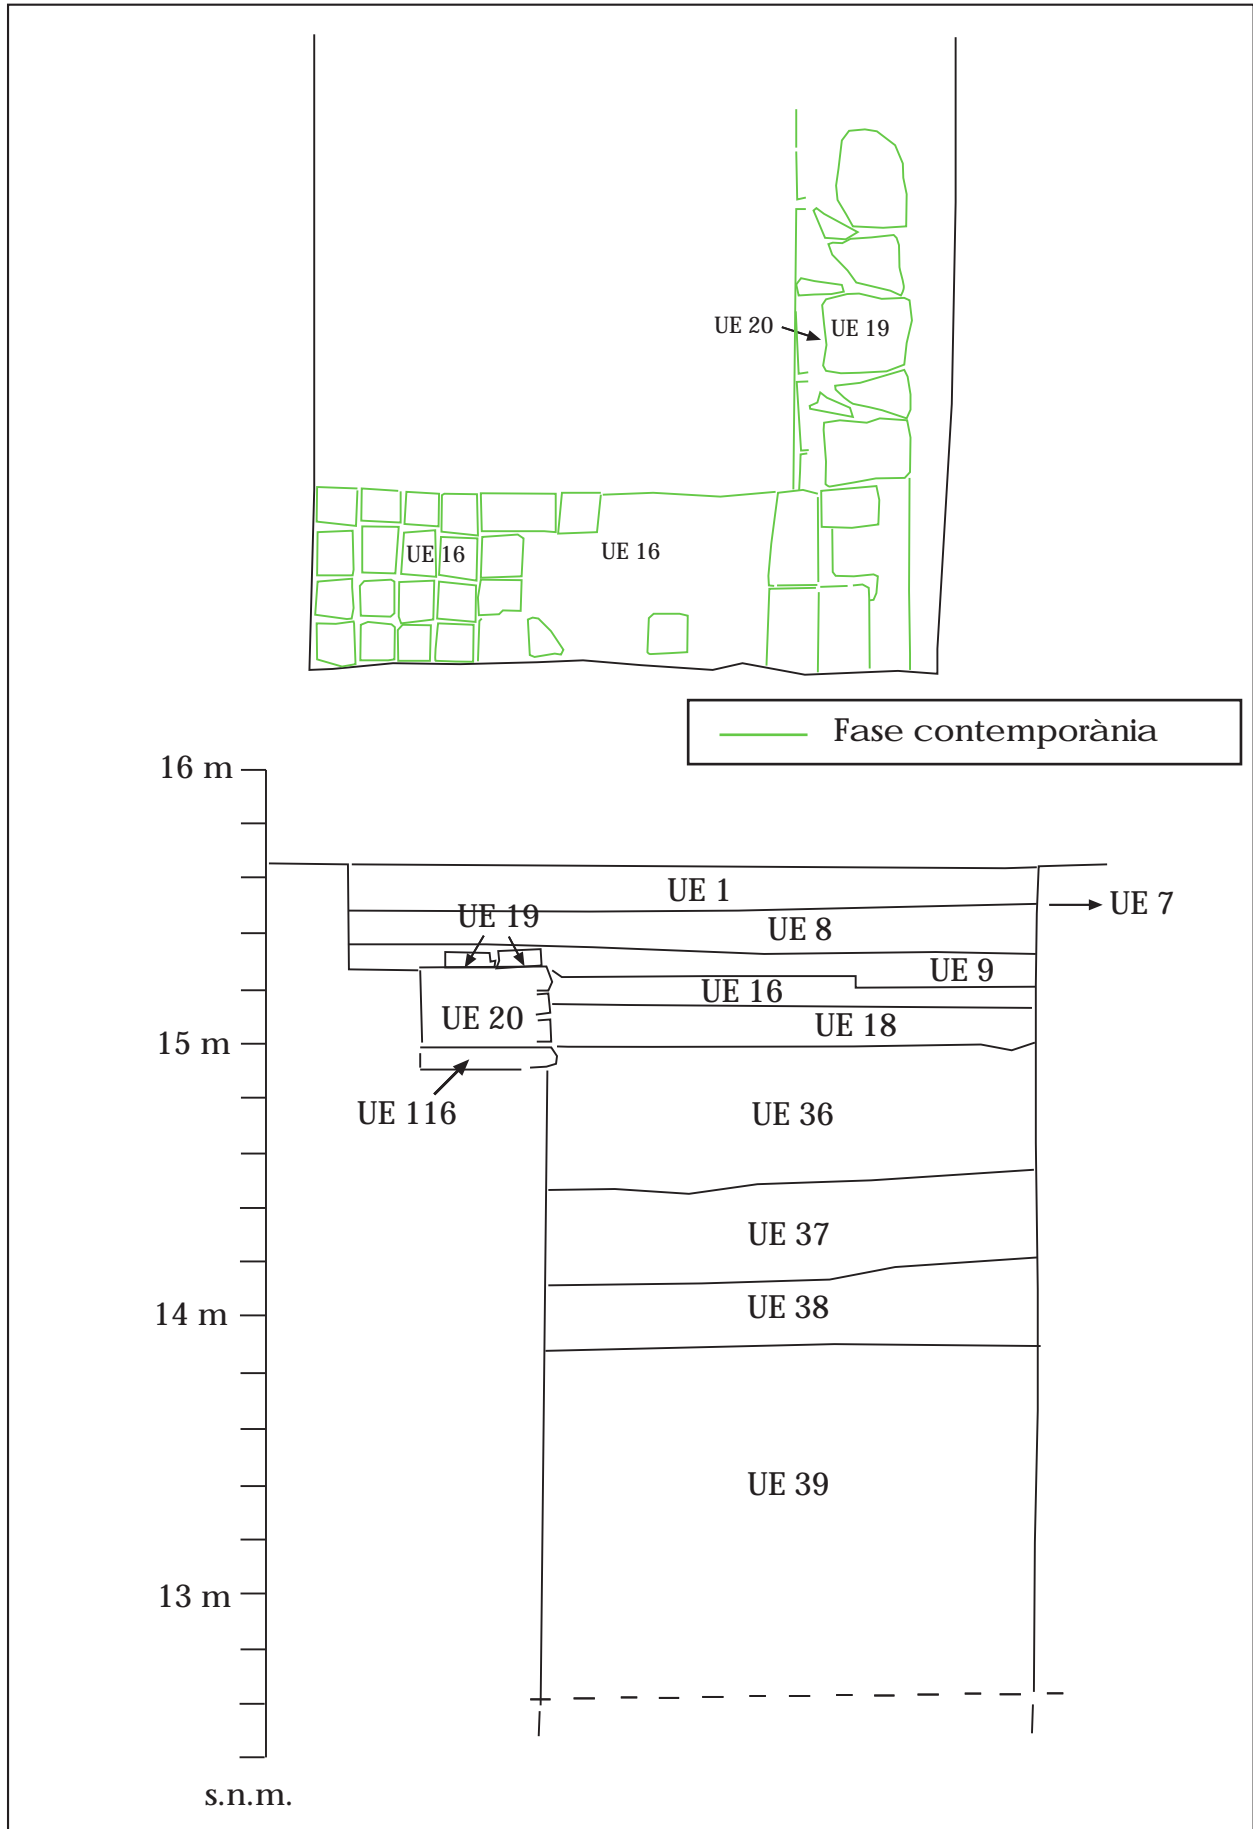 UE 20
UE 19
UE 16
UE 16
Fase contemporània
16 m
UE 1
UE 7
UE 19
UE 8
UE 9
UE 16
UE 20
UE 18
15 m
UE 116
UE 36
UE 37
UE 38
14 m
UE 39
13 m
s.n.m.